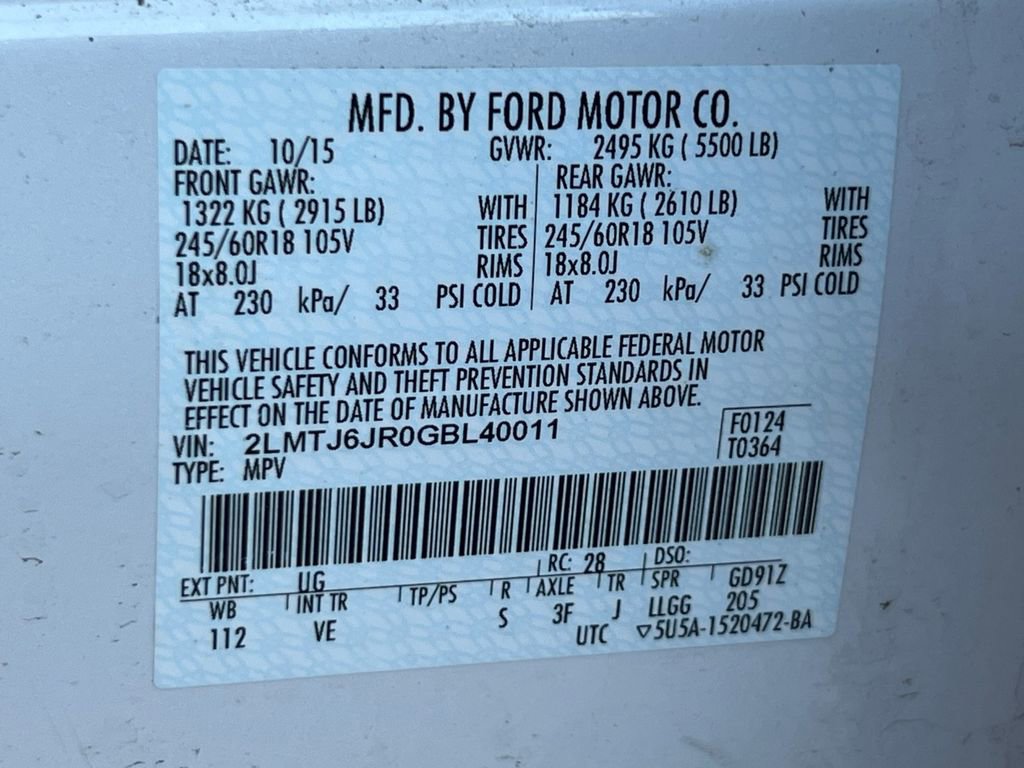 MFD. BY FORD MOTOR CO.
DATE: 10/15 GVWR: 2495 KG ( 5500 LB)
FRONT GAWR: REAR GAWR:
1322 KG ( 2915 LB) WITH 1184 KG ( 2610 LB) WITH
245/60R18 105V TIRES 245/60R18 105V TIRES
18x8.0J RIMS 18x8.0J RIMS
AT 230 kPa/ 33 PSI COLD AT 230 kPa/ 33 PSI COLD
THIS VEHICLE CONFORMS TO ALL APPLICABLE FEDERAL MOTOR
VEHICLE SAFETY AND THEFT PREVENTION STANDARDS IN
EFFECT ON THE DATE OF MANUFACTURE SHOWN ABOVE.
VIN: 2LMTJ6JR0GBL40011 F0124
TYPE: MPV T0364
EXT PNT: UG RC: 28 DSO:
WB INT TR TP/PS R AXLE TR SPR GD91Z
112 VE S 3F J LLGG 205
UTC ▽5U5A-1520472-BA